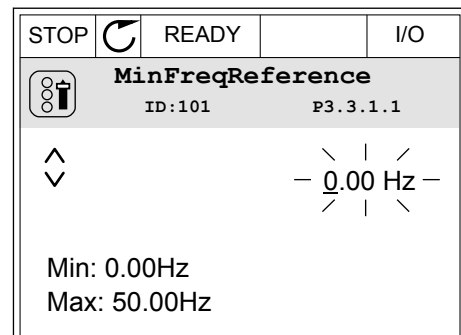 STOP READY I/O
MinFreqReference
ID:101 P3.3.1.1
0.00 Hz
Min: 0.00Hz
Max: 50.00Hz